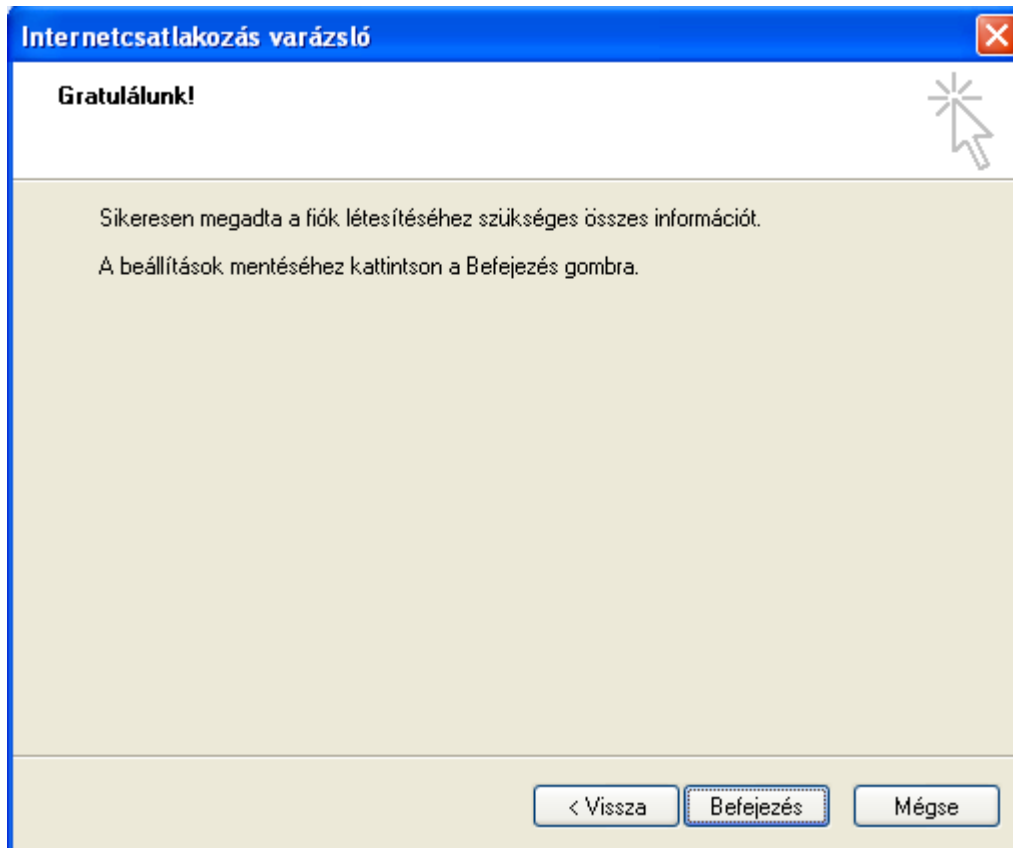 Internetcsatlakozás varázsló
Gratulálunk!
Sikeresen megadta a fiók létesítéséhez szükséges összes információt.
A beállítások mentéséhez kattintson a Befejezés gombra.
< Vissza
Befejezés
Mégse